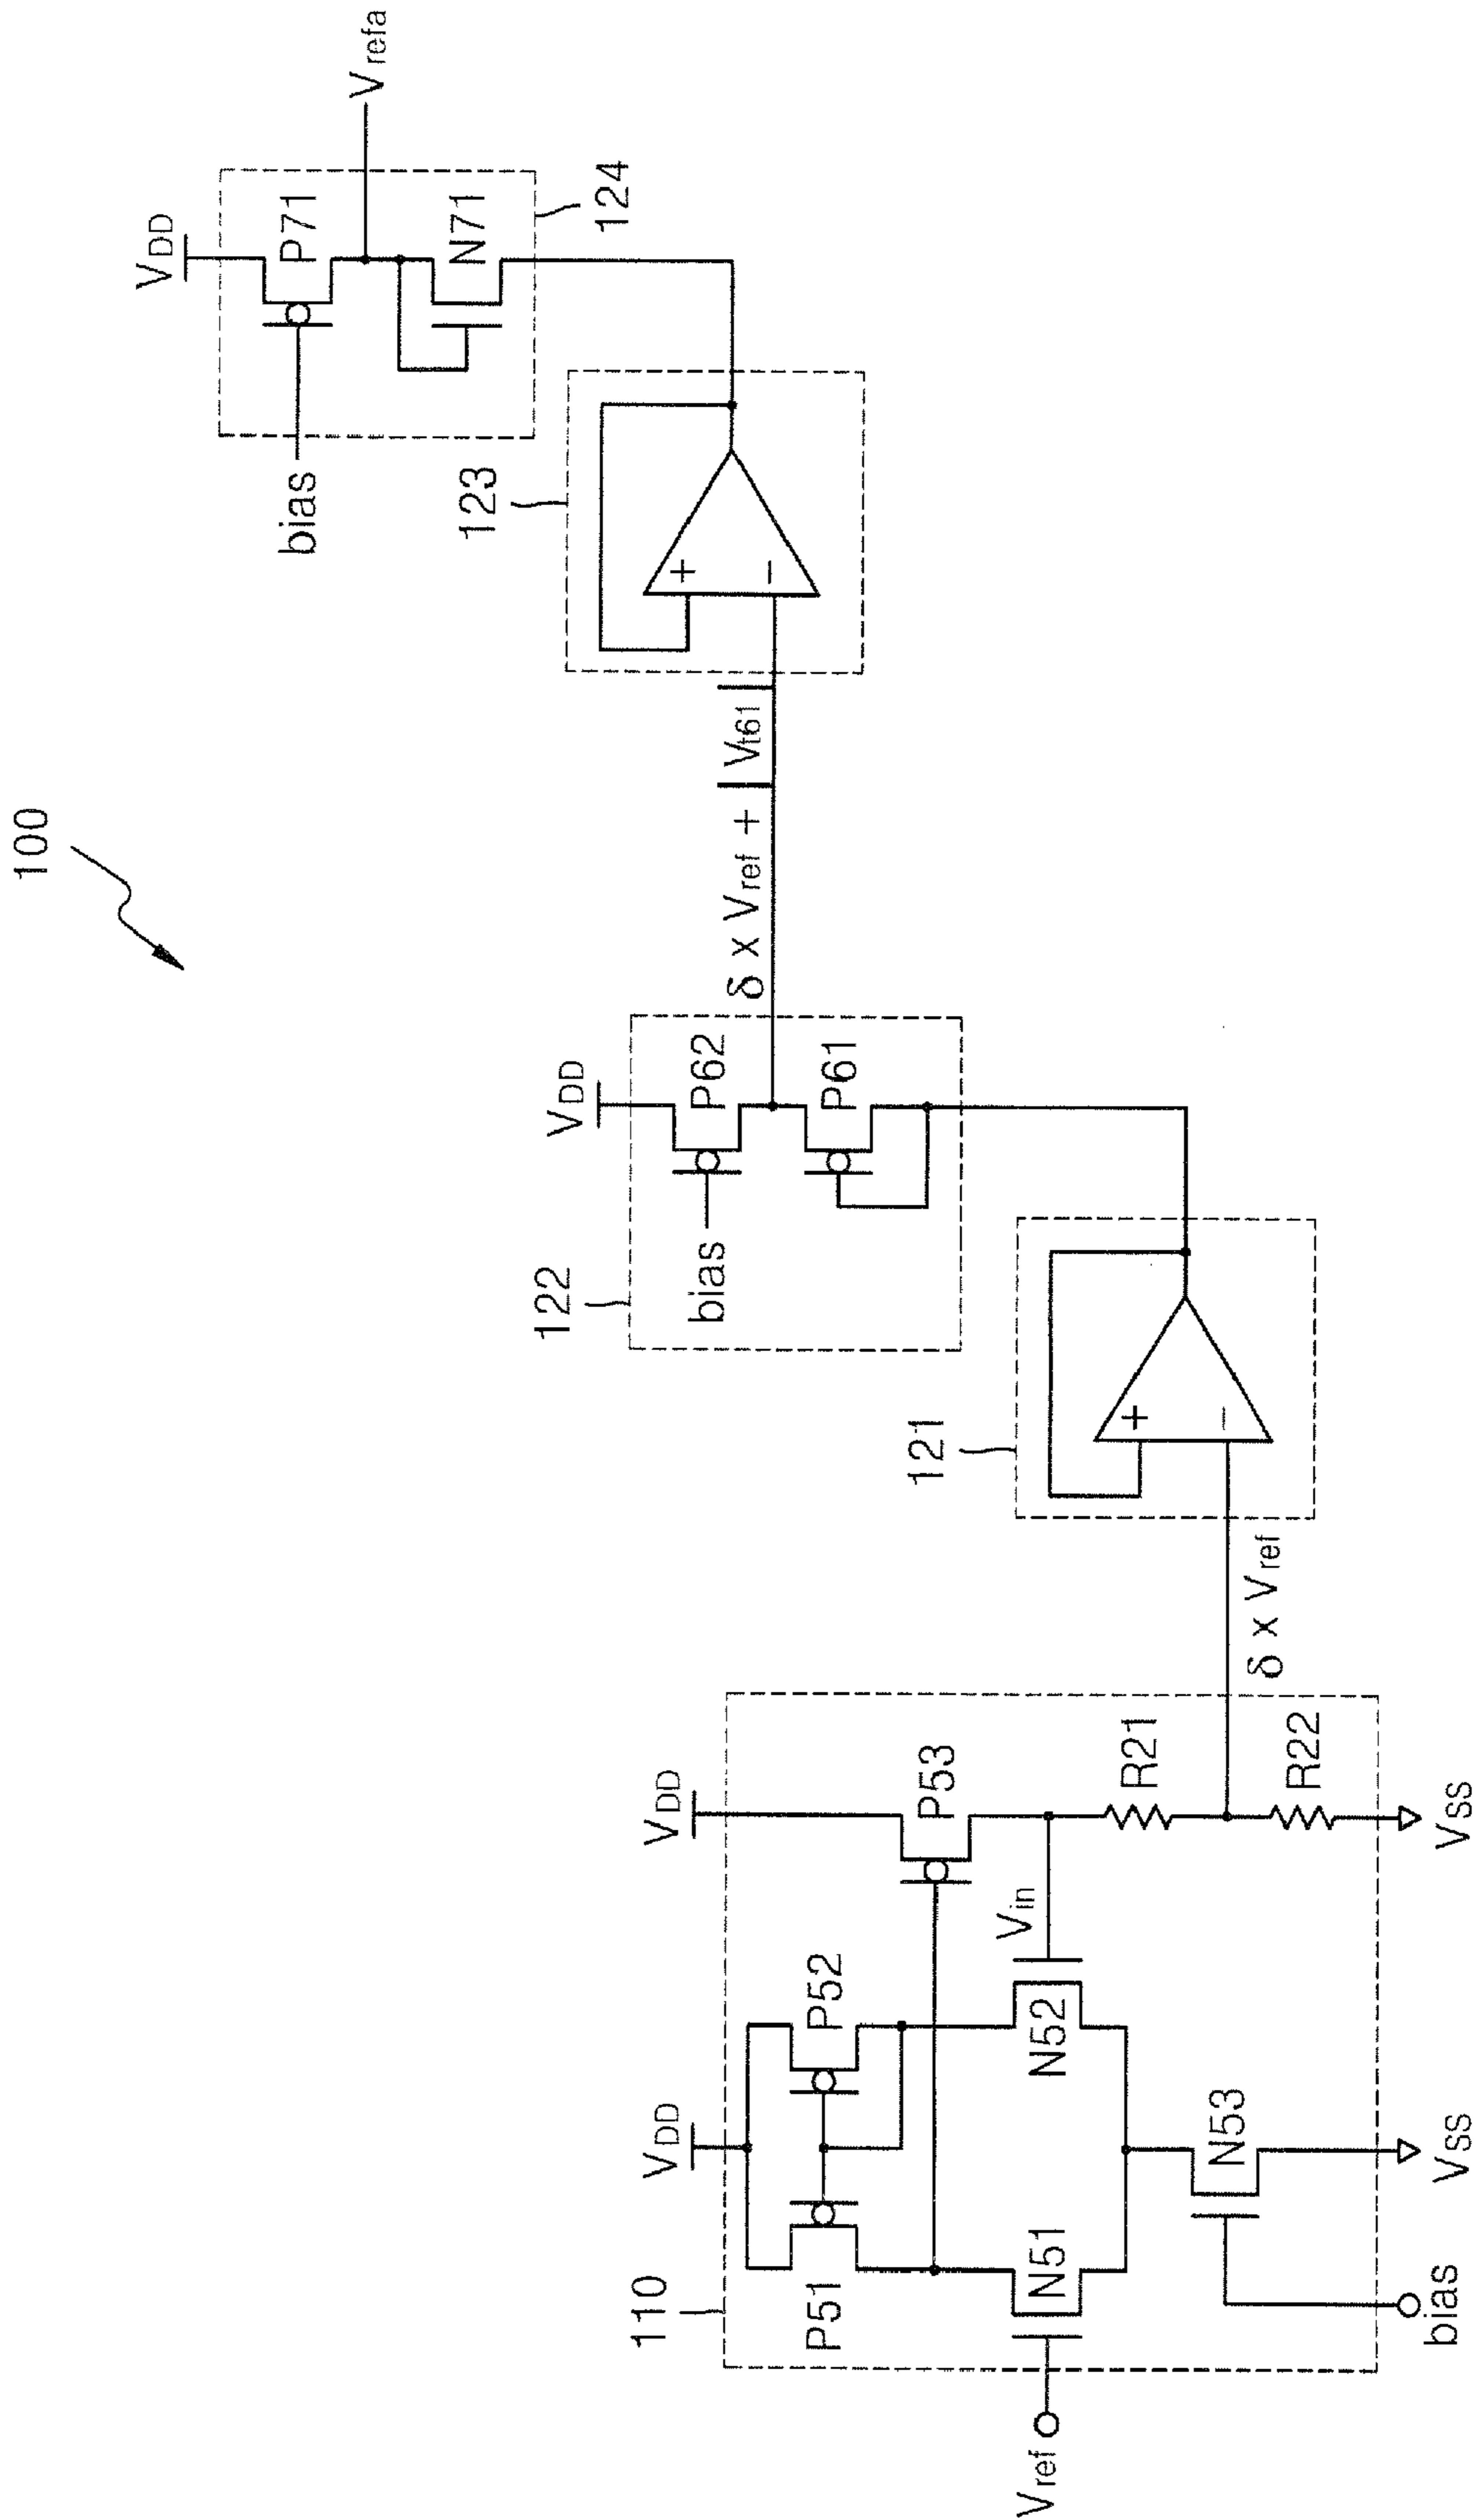 100
110
VDD
VDD
P51
P52
P53
Vin
N51
N52
R21
N53
R22
Vref
bias
VSS
VSS
δ x Vref
121
+
−
122
VDD
bias
P62
P61
δ x Vref + | Vt61 |
123
+
−
124
VDD
bias
P71
N71
Vrefa